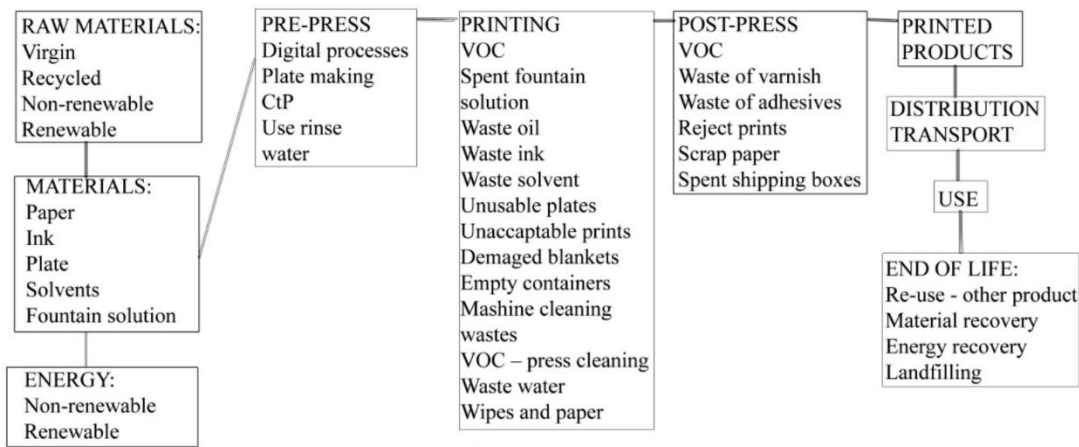 RAW MATERIALS:
Virgin
Recycled
Non-renewable
Renewable
MATERIALS:
Paper
Ink
Plate
Solvents
Fountain solution
ENERGY:
Non-renewable
Renewable
PRE-PRESS
Digital processes
Plate making
CtP
Use rinse
water
PRINTING
VOC
Spent fountain
solution
Waste oil
Waste ink
Waste solvent
Unusable plates
Unaccaptable prints
Demaged blankets
Empty containers
Mashine cleaning
wastes
VOC – press cleaning
Waste water
Wipes and paper
POST-PRESS
VOC
Waste of varnish
Waste of adhesives
Reject prints
Scrap paper
Spent shipping boxes
PRINTED
PRODUCTS
DISTRIBUTION
TRANSPORT
USE
END OF LIFE:
Re-use - other product
Material recovery
Energy recovery
Landfilling